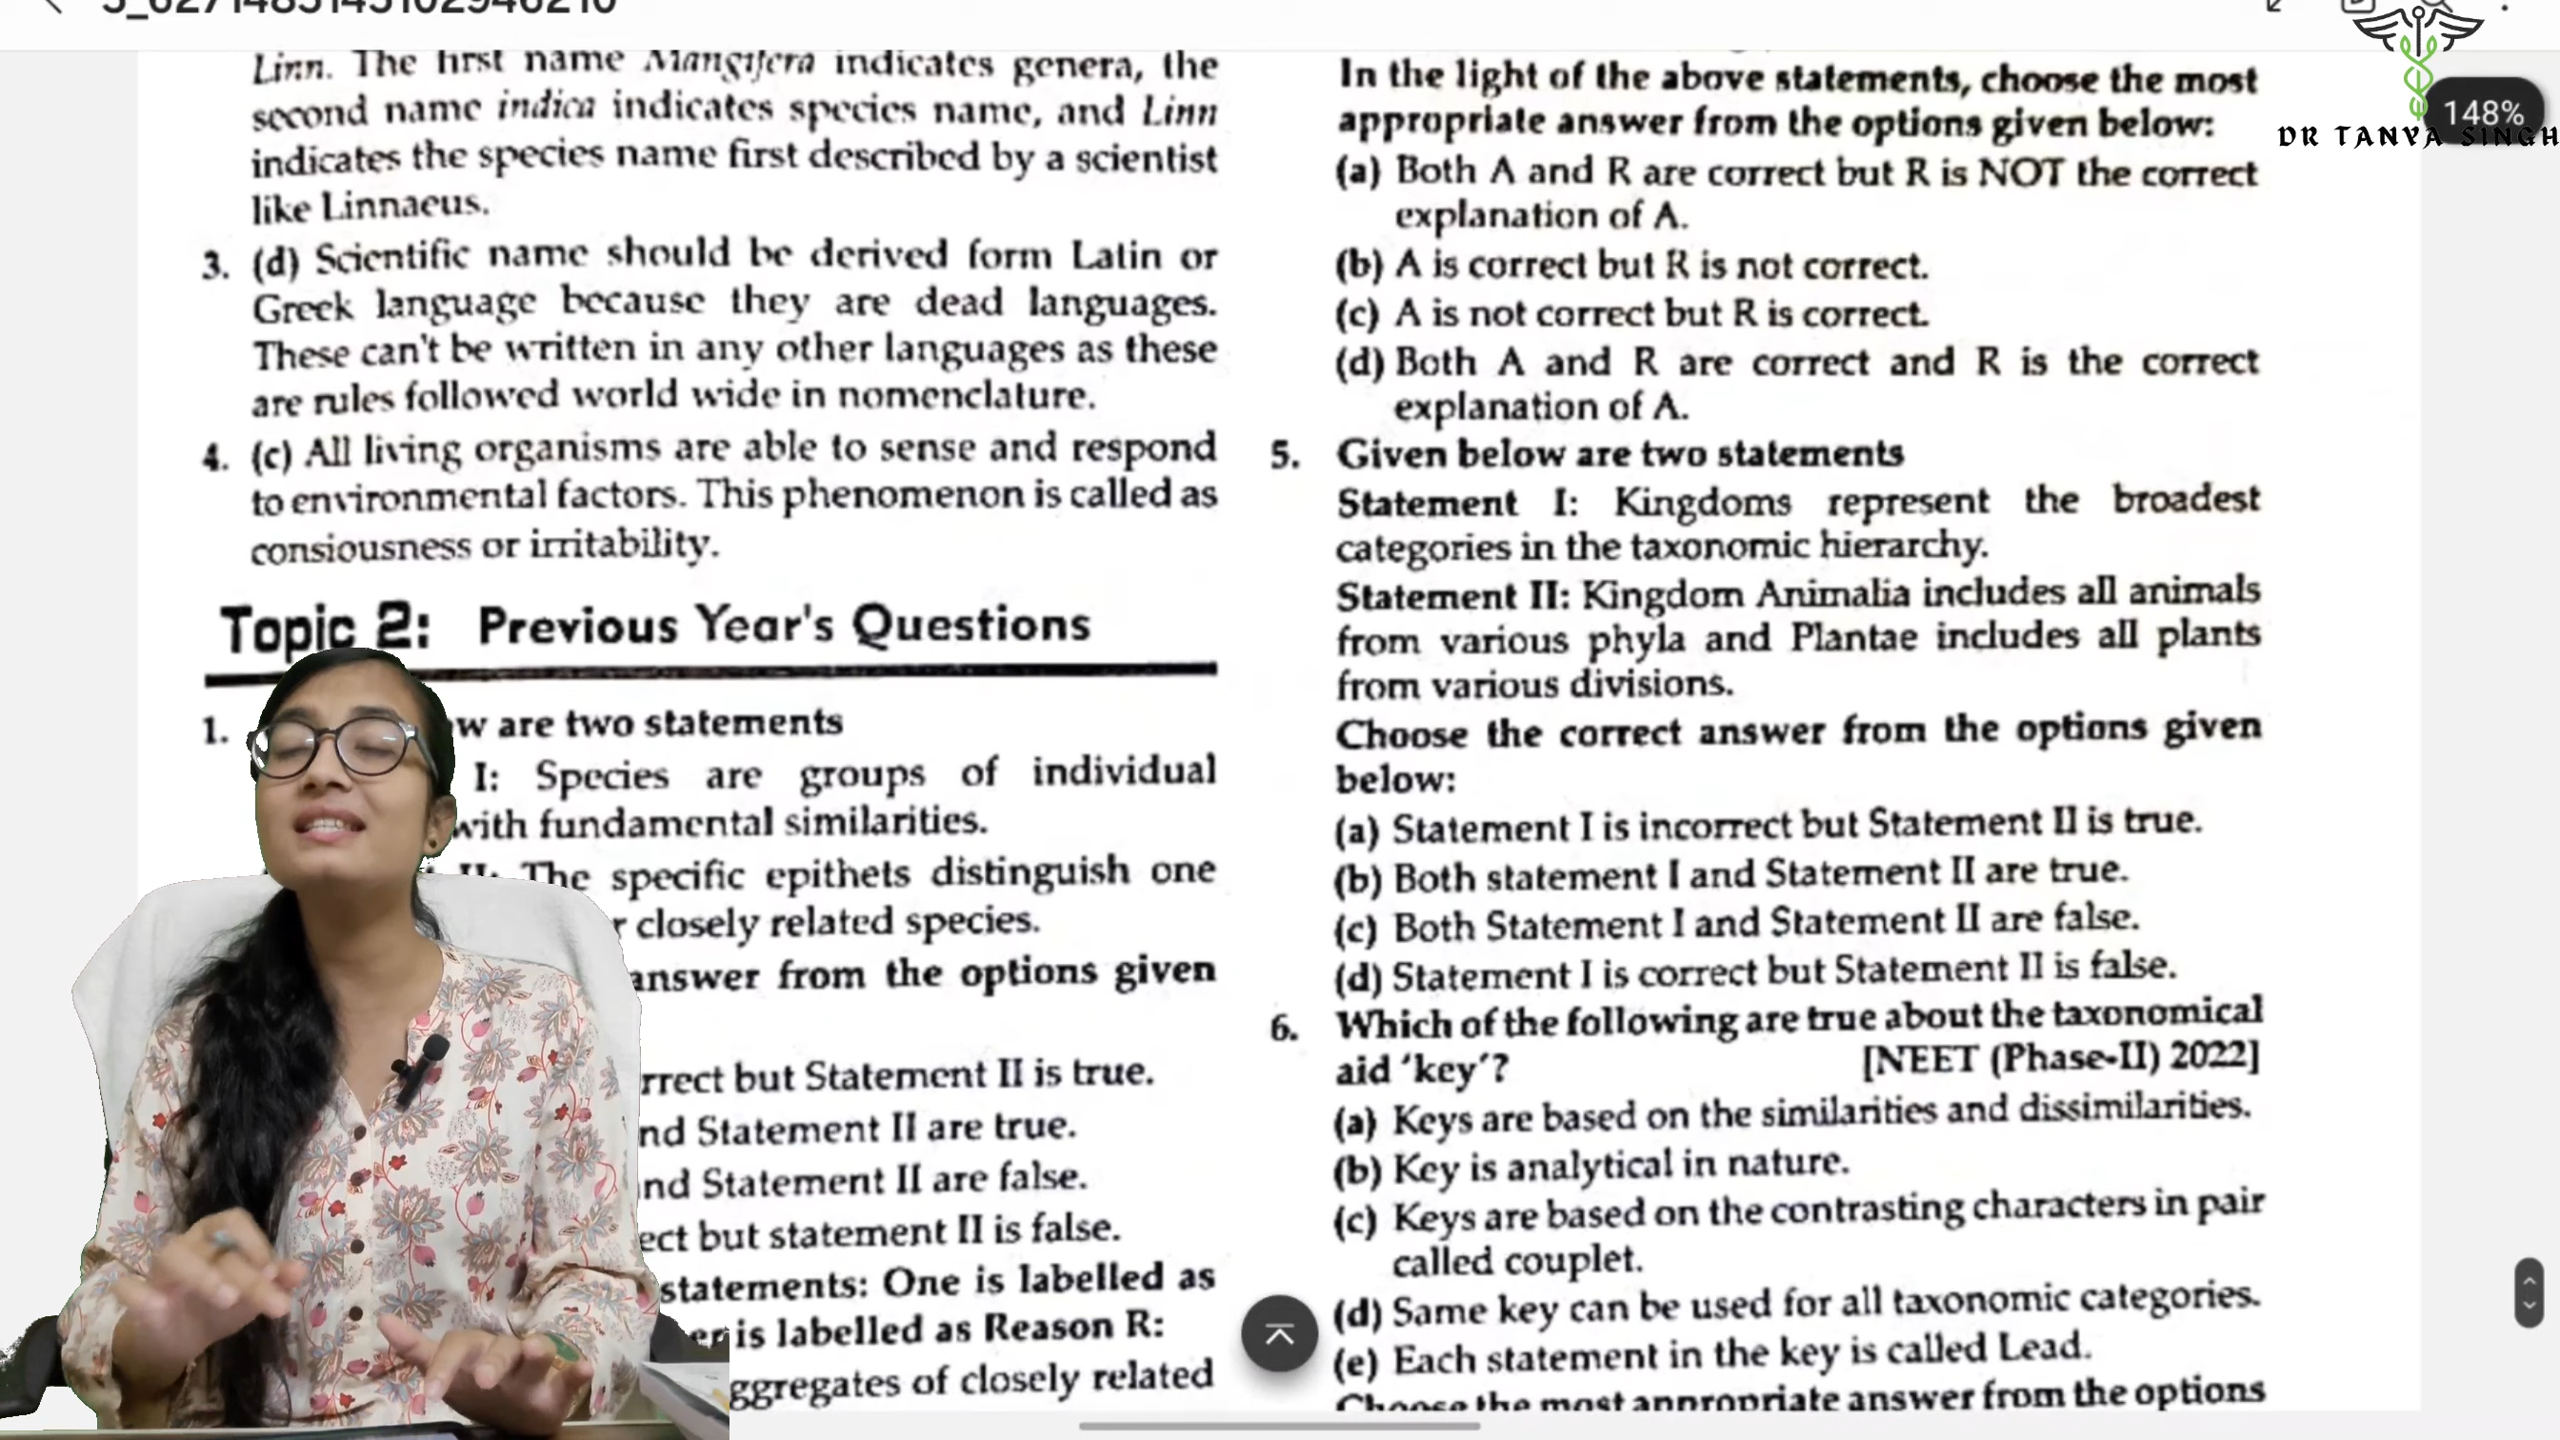 Linn. The first name Mangifera indicates genera, the
second name indica indicates species name, and Linn
indicates the species name first described by a scientist
like Linnaeus.
3. (d) Scientific name should be derived form Latin or
Greek language because they are dead languages.
These can't be written in any other languages as these
are rules followed world wide in nomenclature.
4. (c) All living organisms are able to sense and respond
to environmental factors. This phenomenon is called as
consiousness or irritability.
Topic 2: Previous Year's Questions
1. w are two statements
I: Species are groups of individual
with fundamental similarities.
II: The specific epithets distinguish one
r closely related species.
answer from the options given
rrect but Statement II is true.
nd Statement II are true.
nd Statement II are false.
ect but statement II is false.
statements: One is labelled as
er is labelled as Reason R:
ggregates of closely related
In the light of the above statements, choose the most
appropriate answer from the options given below:
(a) Both A and R are correct but R is NOT the correct
explanation of A.
(b) A is correct but R is not correct.
(c) A is not correct but R is correct.
(d) Both A and R are correct and R is the correct
explanation of A.
5. Given below are two statements
Statement I: Kingdoms represent the broadest
categories in the taxonomic hierarchy.
Statement II: Kingdom Animalia includes all animals
from various phyla and Plantae includes all plants
from various divisions.
Choose the correct answer from the options given
below:
(a) Statement I is incorrect but Statement II is true.
(b) Both statement I and Statement II are true.
(c) Both Statement I and Statement II are false.
(d) Statement I is correct but Statement II is false.
6. Which of the following are true about the taxonomical
aid ‘key’? [NEET (Phase-II) 2022]
(a) Keys are based on the similarities and dissimilarities.
(b) Key is analytical in nature.
(c) Keys are based on the contrasting characters in pair
called couplet.
(d) Same key can be used for all taxonomic categories.
(e) Each statement in the key is called Lead.
Choose the most appropriate answer from the options
148%
DR TANYA SINGH